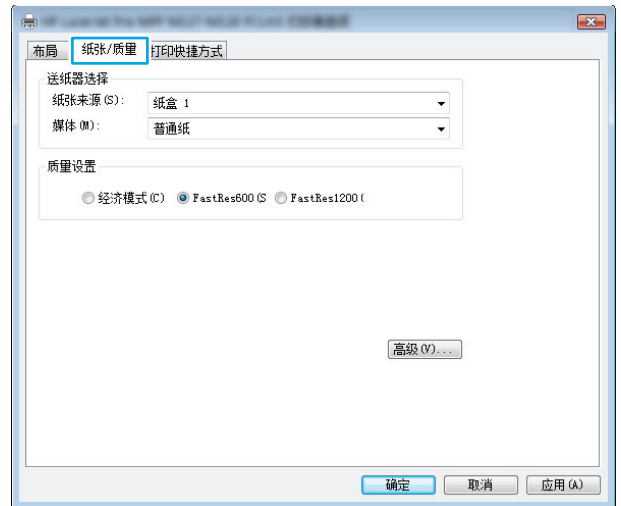 布局 纸张/质量 打印快捷方式
送纸器选择
纸张来源(S): 纸盒 1
媒体(M): 普通纸
质量设置
经济模式(C) FastRes600(S FastRes1200(
高级(V)...
确定 取消 应用(A)